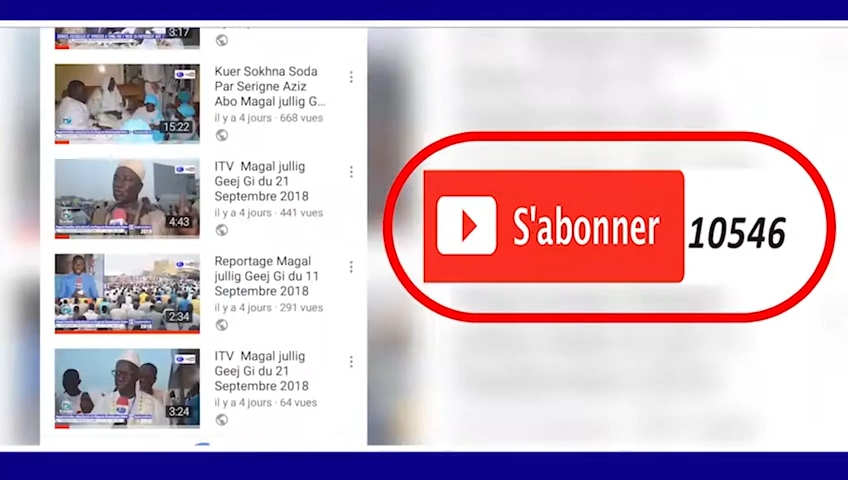 3:17
Kuer Sokhna Soda
Par Serigne Aziz
Abo Magal jullig G...
il y a 4 jours · 668 vues
15:22
ITV Magal jullig
Geej Gi du 21
Septembre 2018
il y a 4 jours · 441 vues
4:43
Reportage Magal
jullig Geej Gi du 11
Septembre 2018
il y a 4 jours · 291 vues
2:34
2018
ITV Magal jullig
Geej Gi du 21
Septembre 2018
il y a 4 jours · 64 vues
3:24
S'abonner 10546